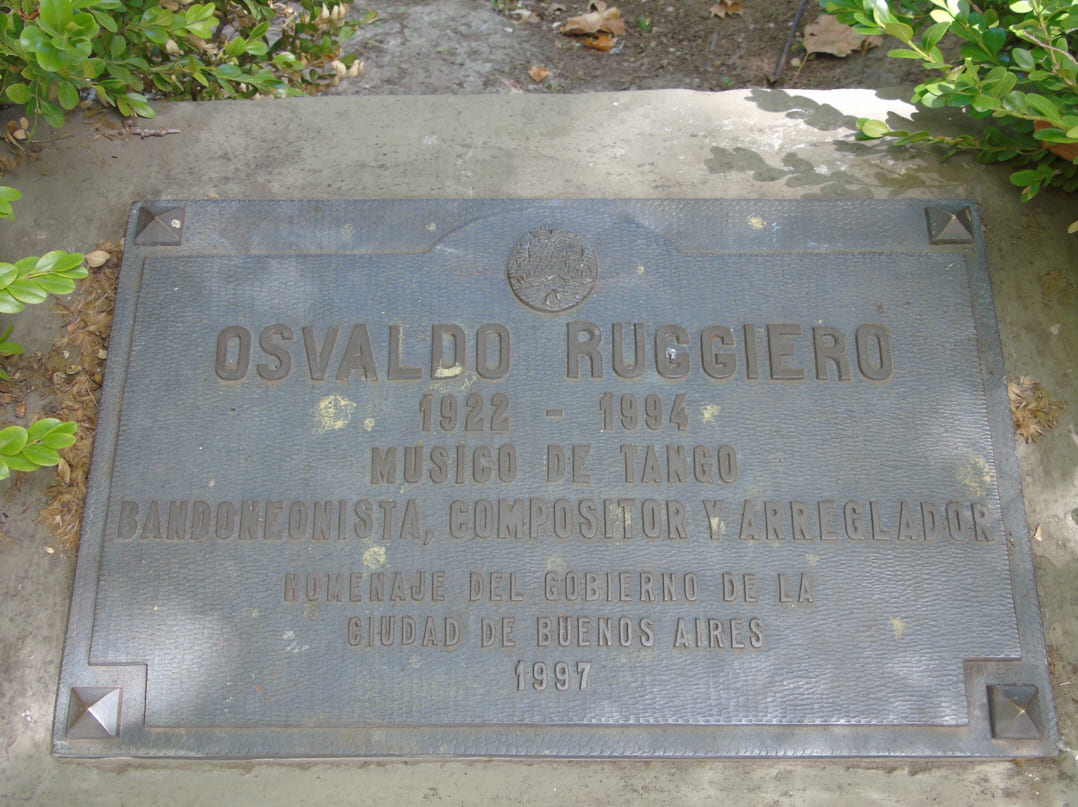 OSVALDO RUGGIERO
1922 - 1994
MUSICO DE TANGO
BANDONEONISTA, COMPOSITOR Y ARREGLADOR
HOMENAJE DEL GOBIERNO DE LA
CIUDAD DE BUENOS AIRES
1997